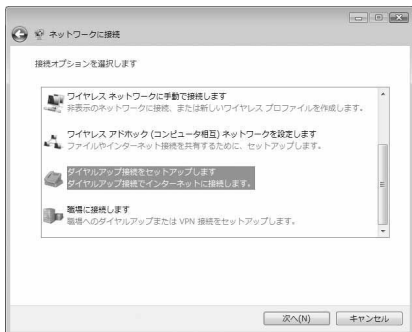 ネットワークに接続
接続オプションを選択します
ワイヤレス ネットワークに手動で接続します
非表示のネットワークに接続、または新しいワイヤレス プロファイルを作成します。
ワイヤレス アドホック (コンピュータ相互) ネットワークを設定します
ファイルやインターネット接続を共有するために、セットアップします。
ダイヤルアップ接続をセットアップします
ダイヤルアップ接続でインターネットに接続します。
職場に接続します
職場へのダイヤルアップまたは VPN 接続をセットアップします。
次へ(N)
キャンセル